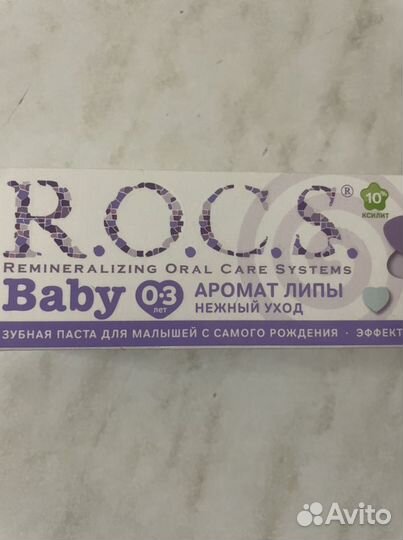 R.O.C.S.®
10%
КСИЛИТ
REMINERALIZING ORAL CARE SYSTEMS
Baby 0-3 лет
АРОМАТ ЛИПЫ
НЕЖНЫЙ УХОД
ЗУБНАЯ ПАСТА ДЛЯ МАЛЫШЕЙ С САМОГО РОЖДЕНИЯ · ЭФФЕКТ
Avito